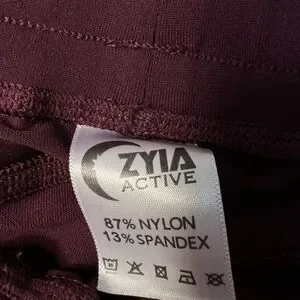 ZYIA
ACTIVE
87% NYLON
13% SPANDEX